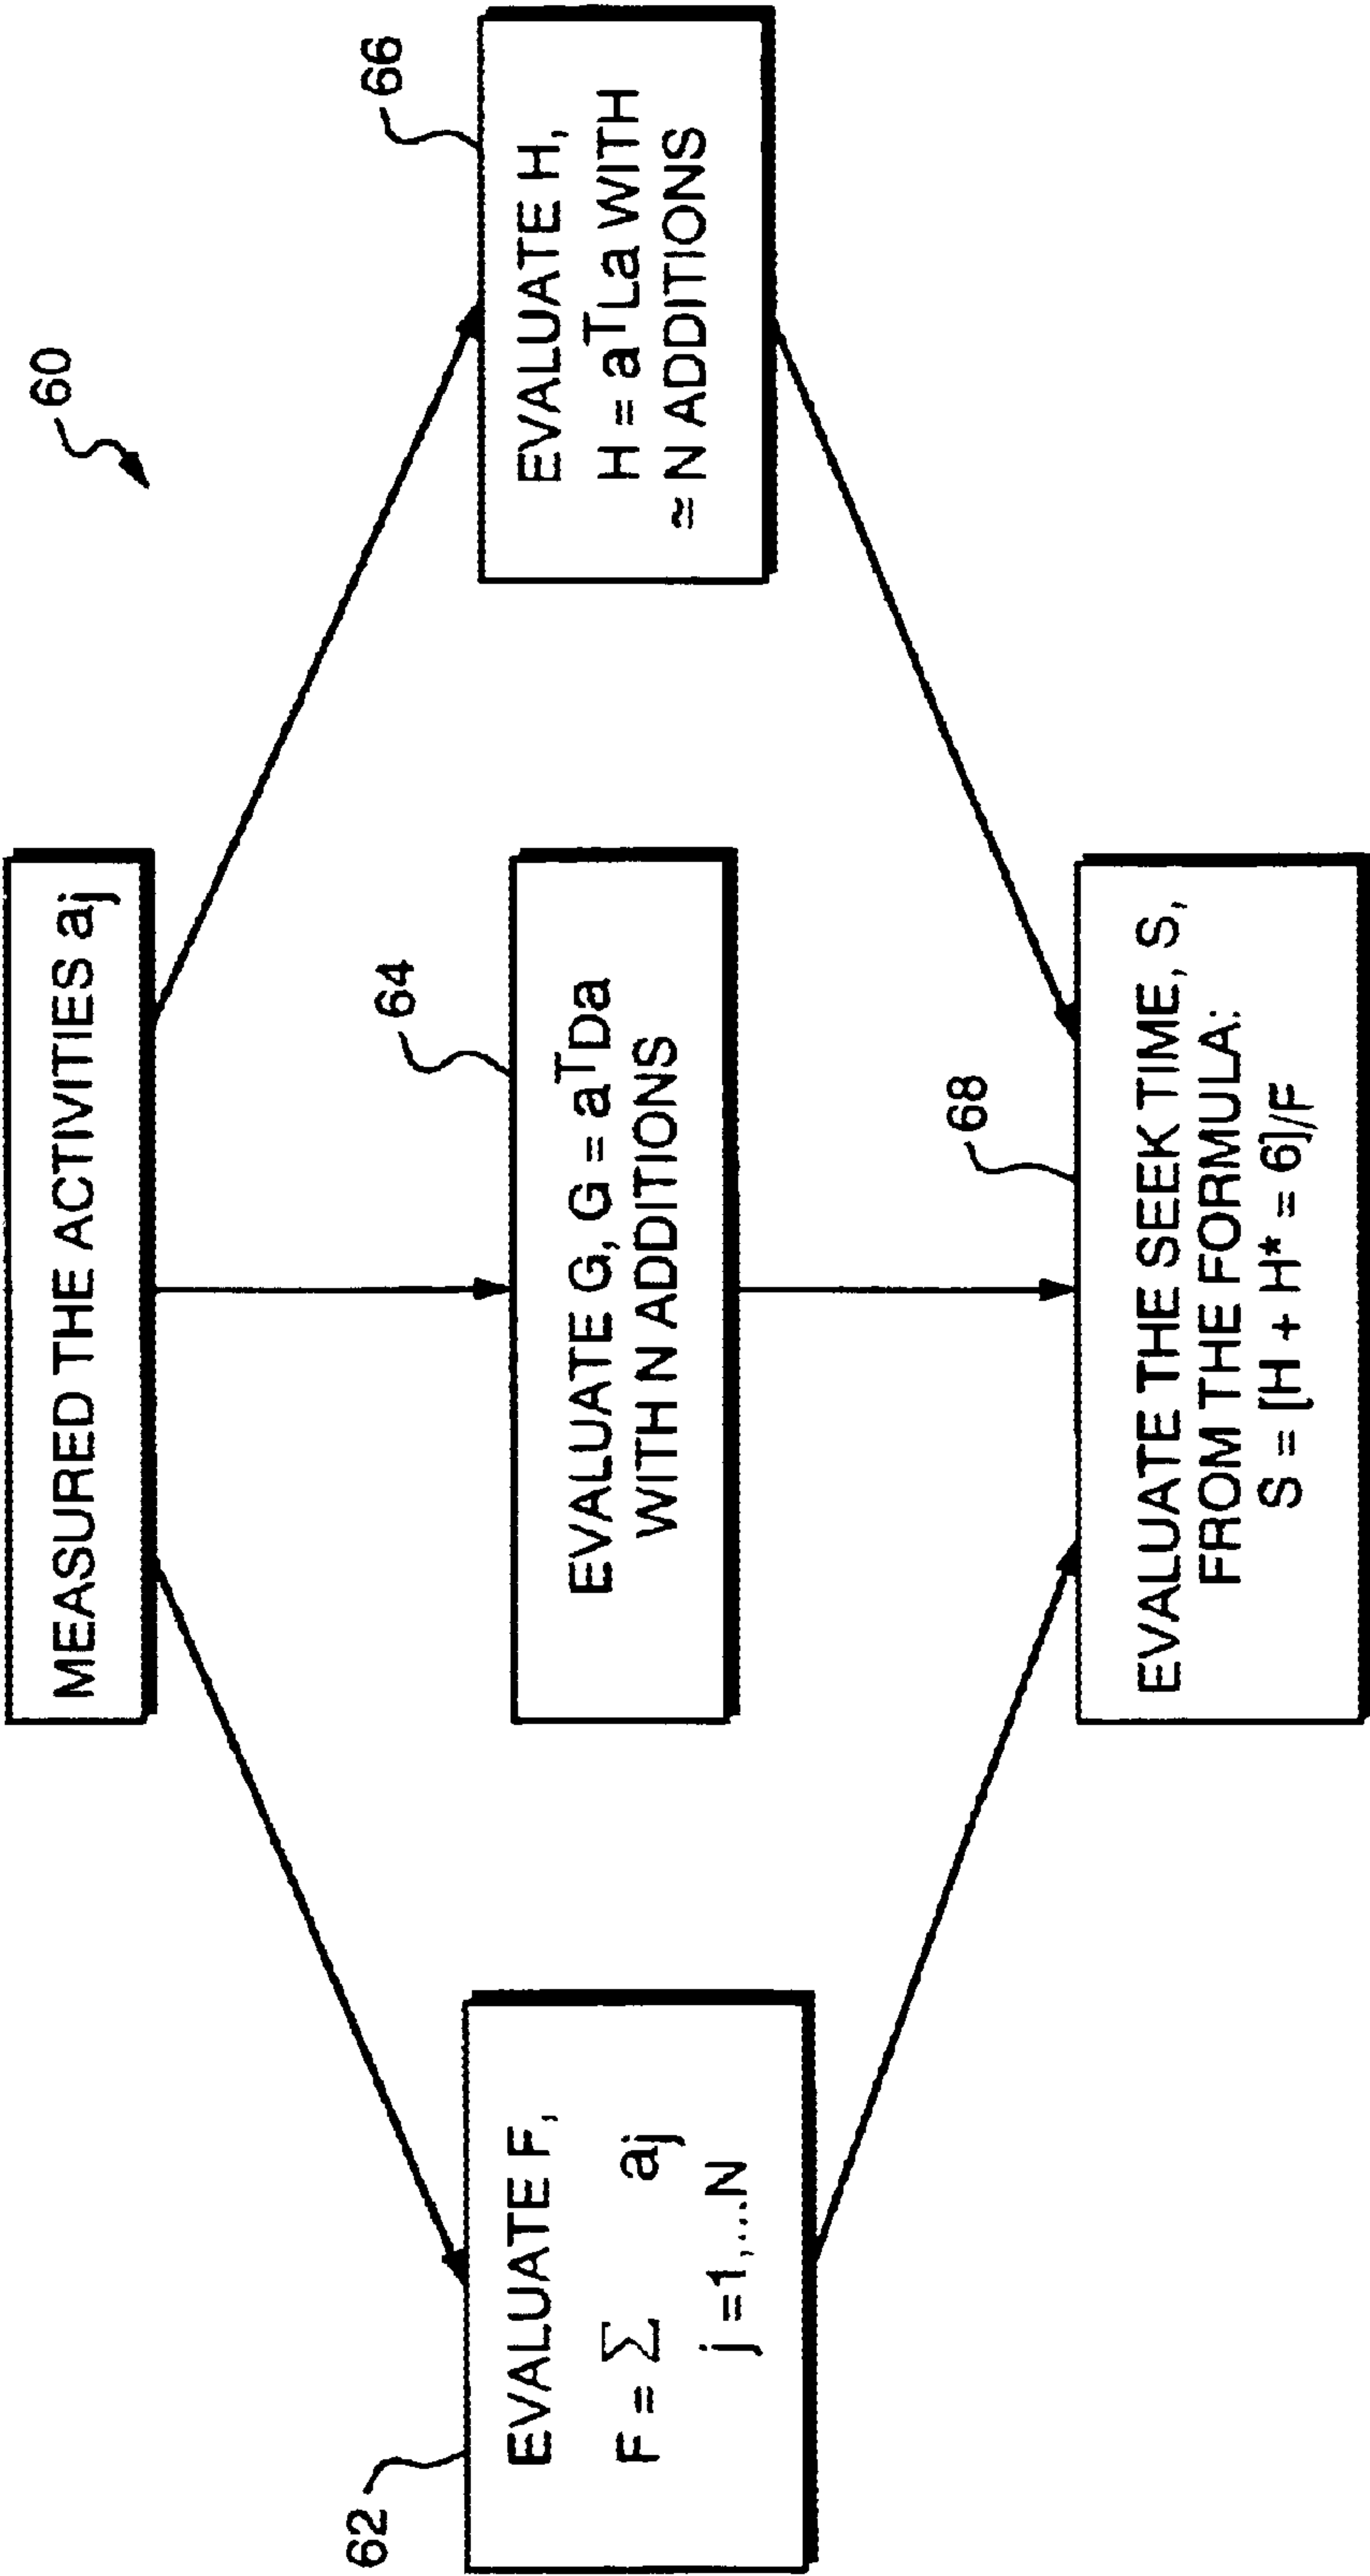 60
MEASURED THE ACTIVITIES aj
62
EVALUATE F,
F = Σ aj
j =1,...N
64
EVALUATE G, G = aᵀDa
WITH N ADDITIONS
66
EVALUATE H,
H = aᵀLa WITH
≈ N ADDITIONS
68
EVALUATE THE SEEK TIME, S,
FROM THE FORMULA:
S = [H + H* = 6]/F